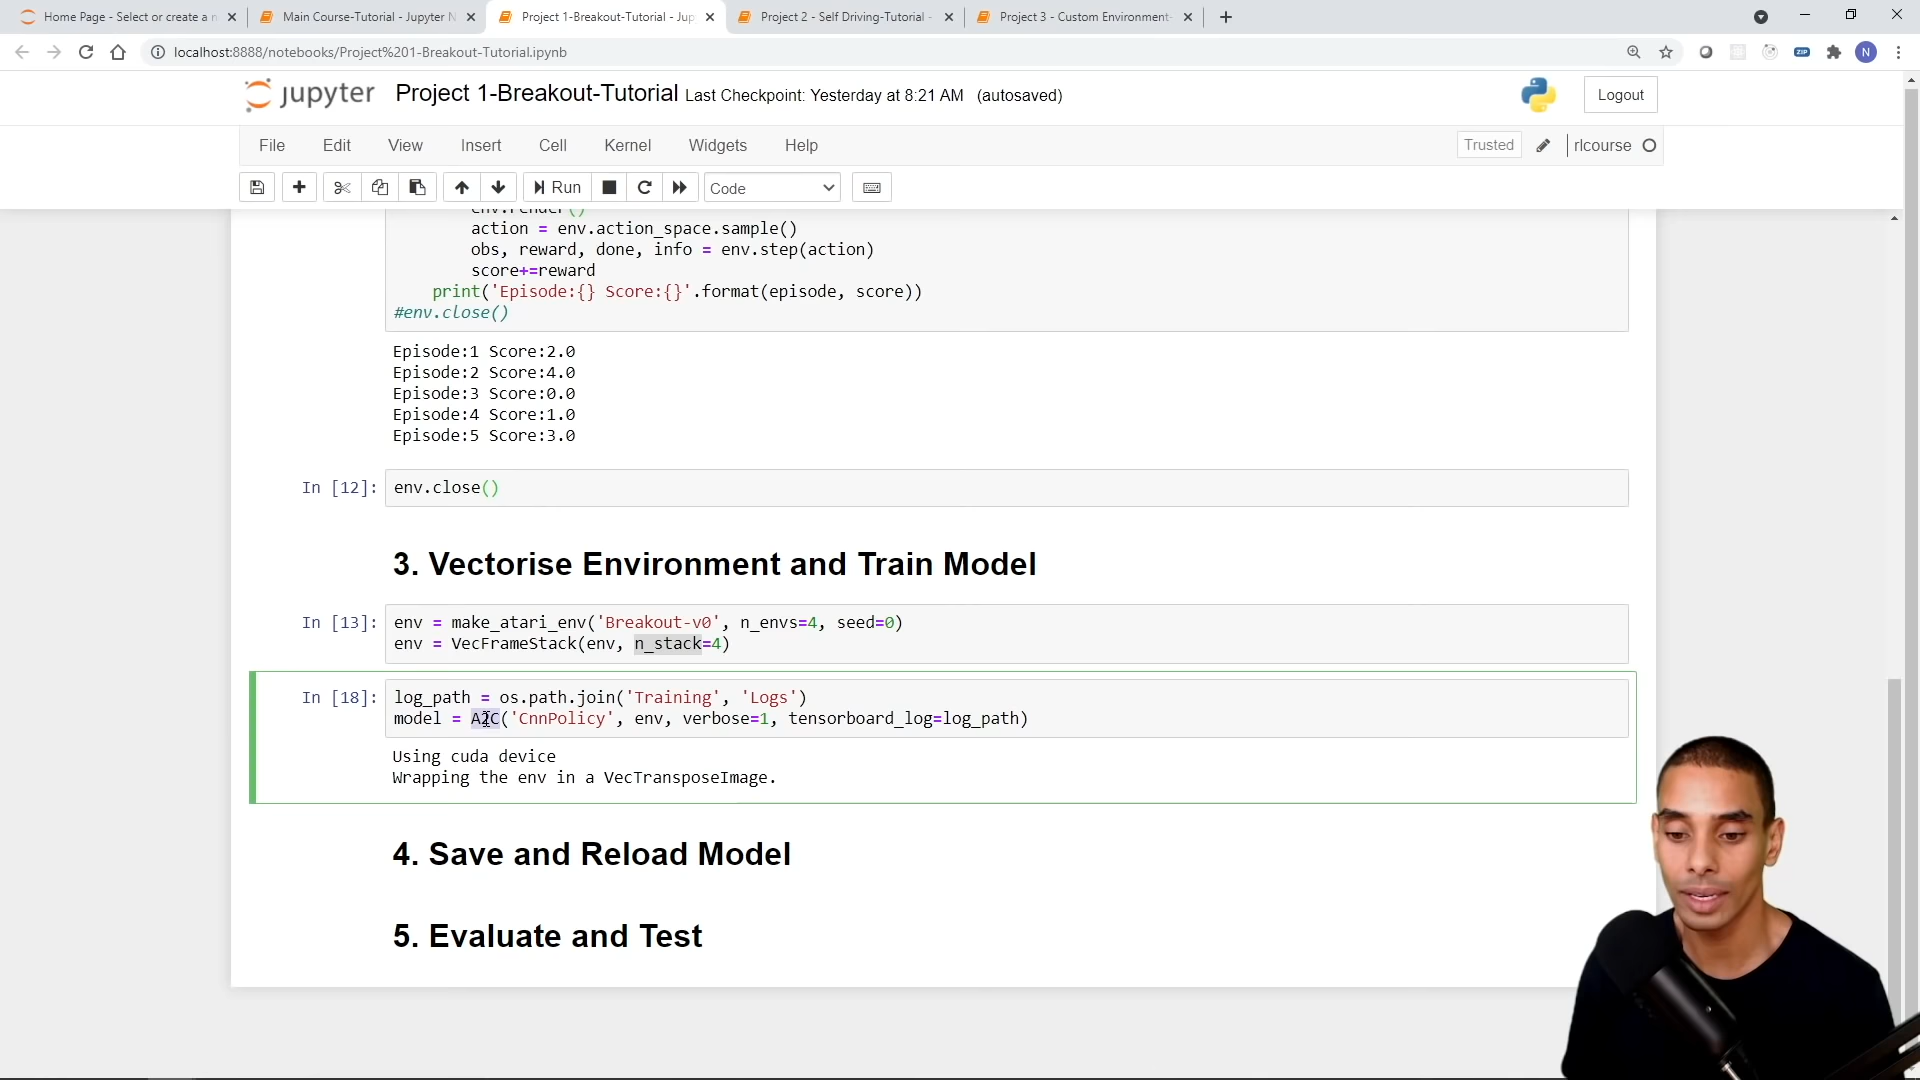 Home Page - Select or create a n
Main Course-Tutorial - Jupyter N
Project 1-Breakout-Tutorial - Jup
Project 2 - Self Driving-Tutorial -
Project 3 - Custom Environment-
localhost:8888/notebooks/Project%201-Breakout-Tutorial.ipynb
ZIP
N
jupyter
Project 1-Breakout-Tutorial Last Checkpoint: Yesterday at 8:21 AM (autosaved)
Logout
File Edit View Insert Cell Kernel Widgets Help
Trusted
rlcourse
Run
Code
env.render()
action = env.action_space.sample()
obs, reward, done, info = env.step(action)
score+=reward
print('Episode:{} Score:{}'.format(episode, score))
#env.close()
Episode:1 Score:2.0
Episode:2 Score:4.0
Episode:3 Score:0.0
Episode:4 Score:1.0
Episode:5 Score:3.0
In [12]: env.close()
3. Vectorise Environment and Train Model
In [13]: env = make_atari_env('Breakout-v0', n_envs=4, seed=0)
env = VecFrameStack(env, n_stack=4)
In [18]: log_path = os.path.join('Training', 'Logs')
model = A2C('CnnPolicy', env, verbose=1, tensorboard_log=log_path)
Using cuda device
Wrapping the env in a VecTransposeImage.
4. Save and Reload Model
5. Evaluate and Test